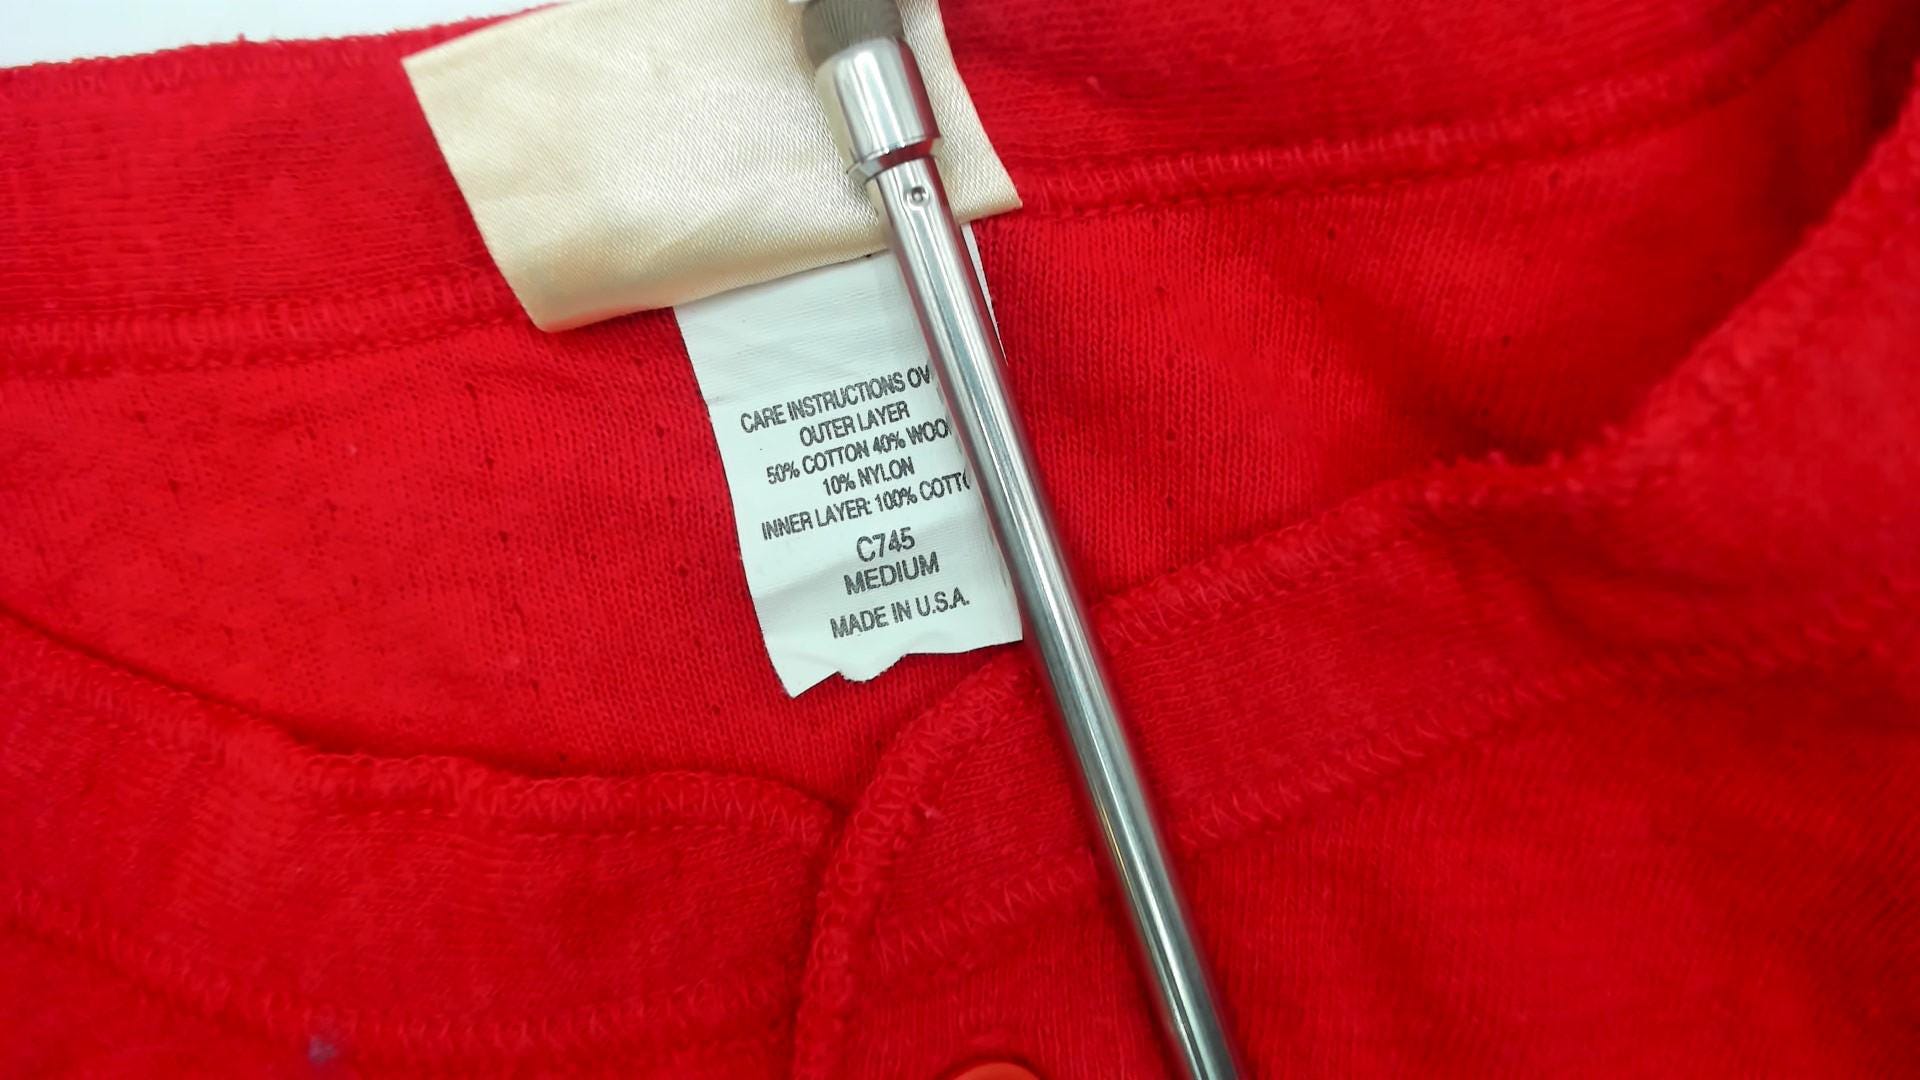 CARE INSTRUCTIONS OV
OUTER LAYER
50% COTTON 40% WOO
10% NYLON
INNER LAYER: 100% COTT
C745
MEDIUM
MADE IN U.S.A.